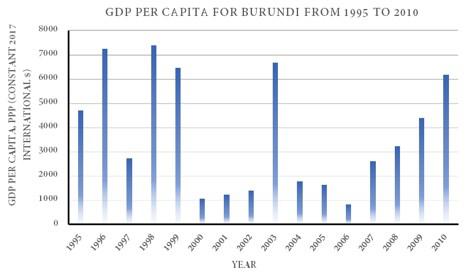 GDP PER CAPITA FOR BURUNDI FROM 1995 TO 2010
GDP PER CAPITA, PPP (CONSTANT 2017
INTERNATIONAL $)
8000
7000
6000
5000
4000
3000
2000
1000
0
1995 1996 1997 1998 1999 2000 2001 2002 2003 2004 2005 2006 2007 2008 2009 2010
YEAR